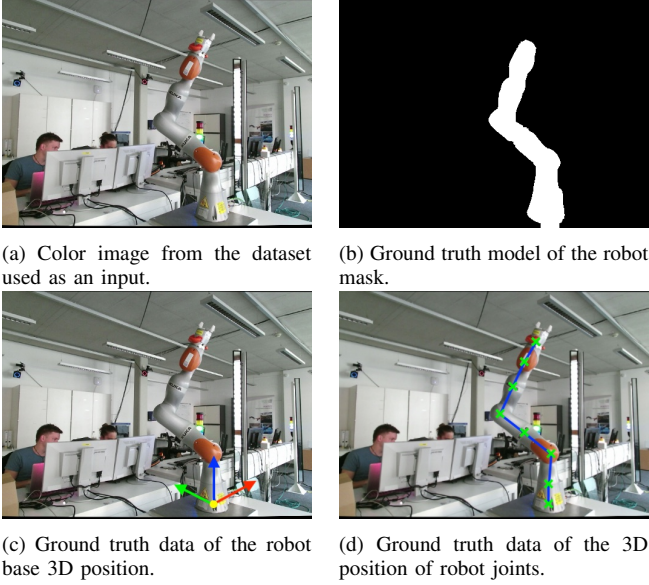 (a) Color image from the dataset
used as an input.
(b) Ground truth model of the robot
mask.
(c) Ground truth data of the robot
base 3D position.
(d) Ground truth data of the 3D
position of robot joints.